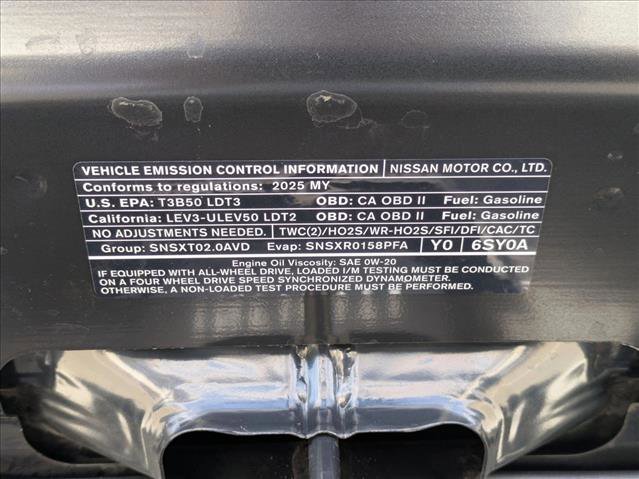 VEHICLE EMISSION CONTROL INFORMATION NISSAN MOTOR CO., LTD.
Conforms to regulations: 2025 MY
U.S. EPA: T3B50 LDT3 OBD: CA OBD II Fuel: Gasoline
California: LEV3-ULEV50 LDT2 OBD: CA OBD II Fuel: Gasoline
NO ADJUSTMENTS NEEDED. TWC(2)/HO2S/WR-HO2S/SFI/DFI/CAC/TC
Group: SNSXT02.0AVD Evap: SNSXR0158PFA Y0 6SY0A
Engine Oil Viscosity: SAE 0W-20
IF EQUIPPED WITH ALL-WHEEL DRIVE, LOADED I/M TESTING MUST BE CONDUCTED
ON A FOUR WHEEL DRIVE SPEED SYNCHRONIZED DYNAMOMETER.
OTHERWISE, A NON-LOADED TEST PROCEDURE MUST BE PERFORMED.